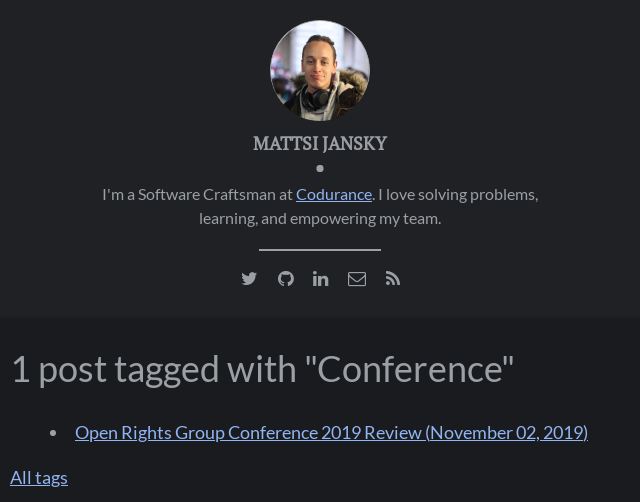 MATTSI JANSKY
I'm a Software Craftsman at Codurance. I love solving problems,
learning, and empowering my team.
1 post tagged with "Conference"
Open Rights Group Conference 2019 Review (November 02, 2019)
All tags